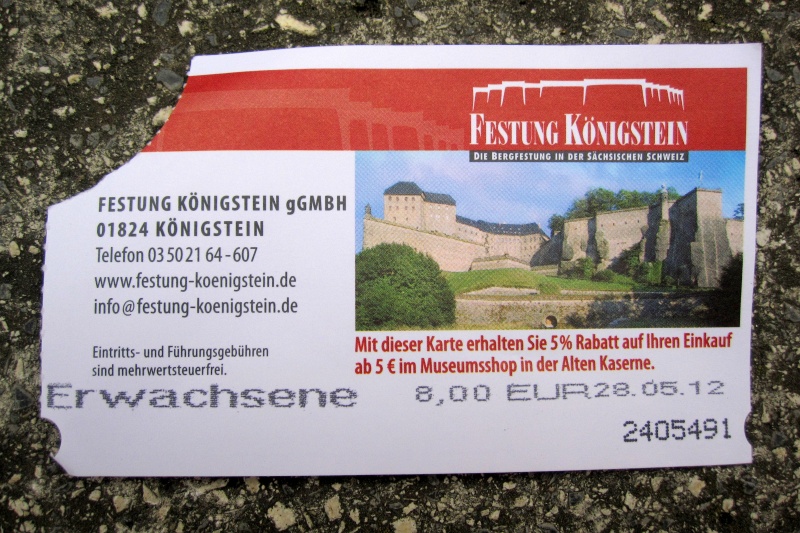 FESTUNG KÖNIGSTEIN
DIE BERGFESTUNG IN DER SÄCHSISCHEN SCHWEIZ
FESTUNG KÖNIGSTEIN gGMBH
01824 KÖNIGSTEIN
Telefon 03 50 21 64 - 607
www.festung-koenigstein.de
info@festung-koenigstein.de
Eintritts- und Führungsgebühren
sind mehrwertsteuerfrei.
Mit dieser Karte erhalten Sie 5% Rabatt auf Ihren Einkauf
ab 5 € im Museumsshop in der Alten Kaserne.
Erwachsene 8,00 EUR 28.05.12
2405491